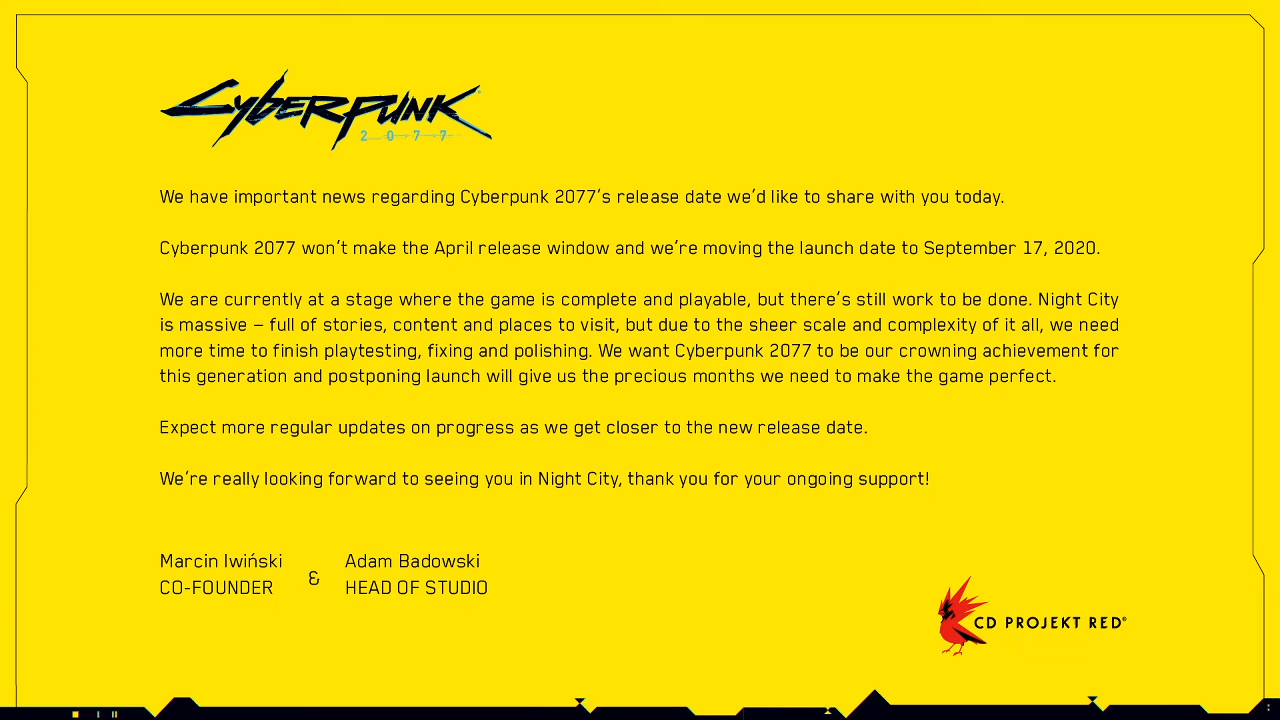 Cyberpunk
2077
We have important news regarding Cyberpunk 2077's release date we'd like to share with you today.
Cyberpunk 2077 won't make the April release window and we're moving the launch date to September 17, 2020.
We are currently at a stage where the game is complete and playable, but there's still work to be done. Night City
is massive – full of stories, content and places to visit, but due to the sheer scale and complexity of it all, we need
more time to finish playtesting, fixing and polishing. We want Cyberpunk 2077 to be our crowning achievement for
this generation and postponing launch will give us the precious months we need to make the game perfect.
Expect more regular updates on progress as we get closer to the new release date.
We're really looking forward to seeing you in Night City, thank you for your ongoing support!
Marcin Iwiński & Adam Badowski
CO-FOUNDER HEAD OF STUDIO
CD PROJEKT RED®